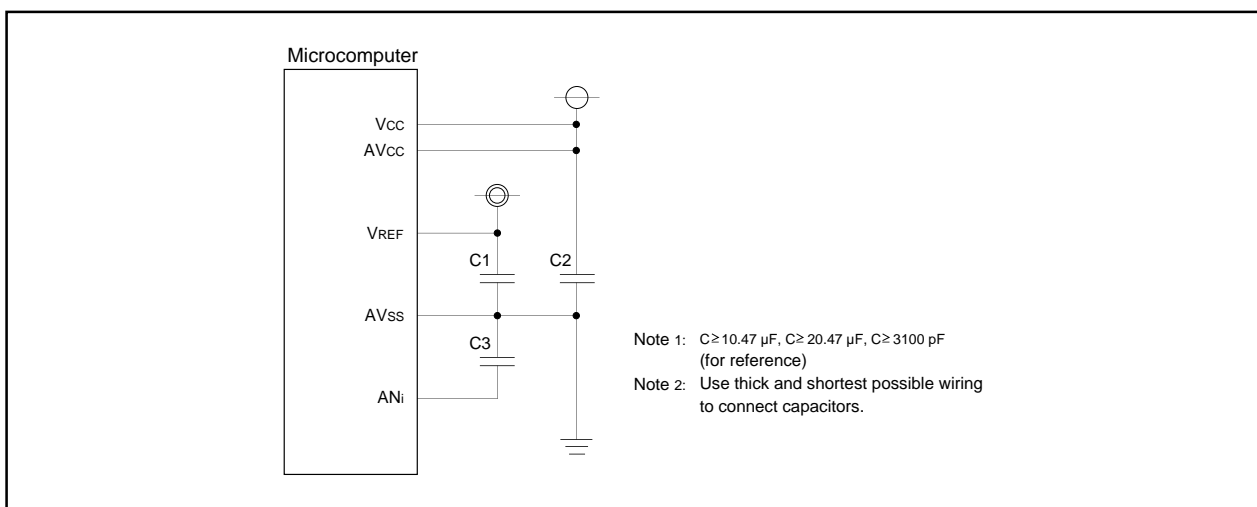 Microcomputer
VCC
AVCC
VREF
C1 C2
AVSS
C3
ANi
Note 1: C≥10.47 µF, C≥ 20.47 µF, C≥ 3100 pF
(for reference)
Note 2: Use thick and shortest possible wiring
to connect capacitors.